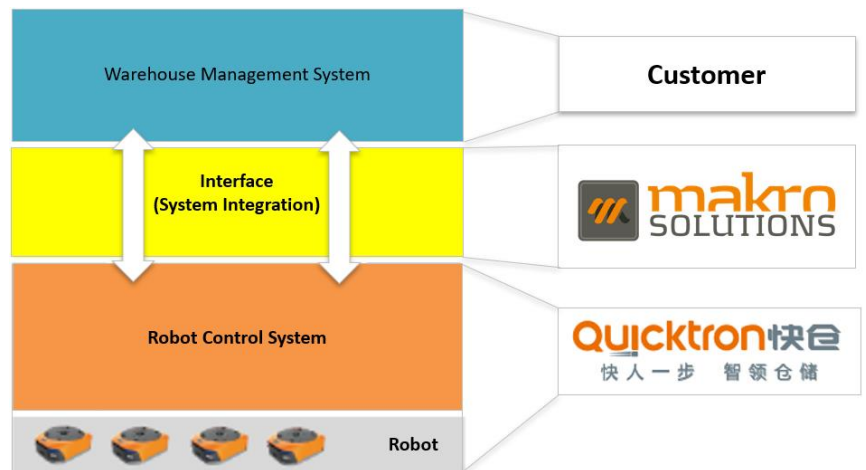 Warehouse Management System
Customer
Interface
(System Integration)
makro
SOLUTIONS
Robot Control System
Quicktron快仓
快人一步 智领仓储
Robot